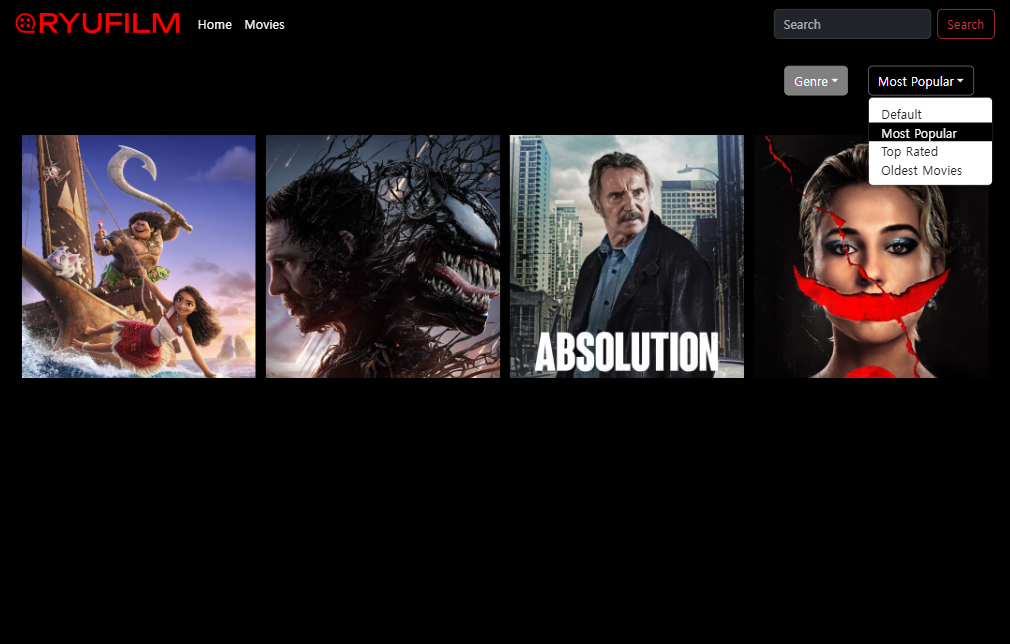 RYUFILM Home Movies Search Search
Genre Most Popular
Default
Most Popular
Top Rated
Oldest Movies
ABSOLUTION